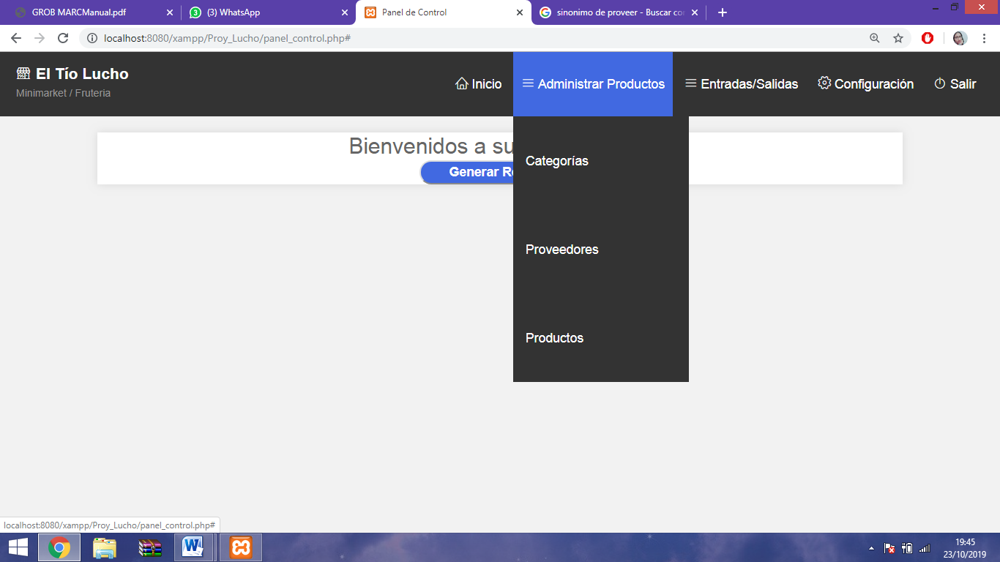 GROB MARCManual.pdf
(3) WhatsApp
Panel de Control
sinonimo de proveer - Buscar co
localhost:8080/xampp/Proy_Lucho/panel_control.php#
El Tío Lucho
Minimarket / Fruteria
Inicio
Administrar Productos
Entradas/Salidas
Configuración
Salir
Bienvenidos a su
Generar Re
Categorías
Proveedores
Productos
localhost:8080/xampp/Proy_Lucho/panel_control.php#
19:45
23/10/2019